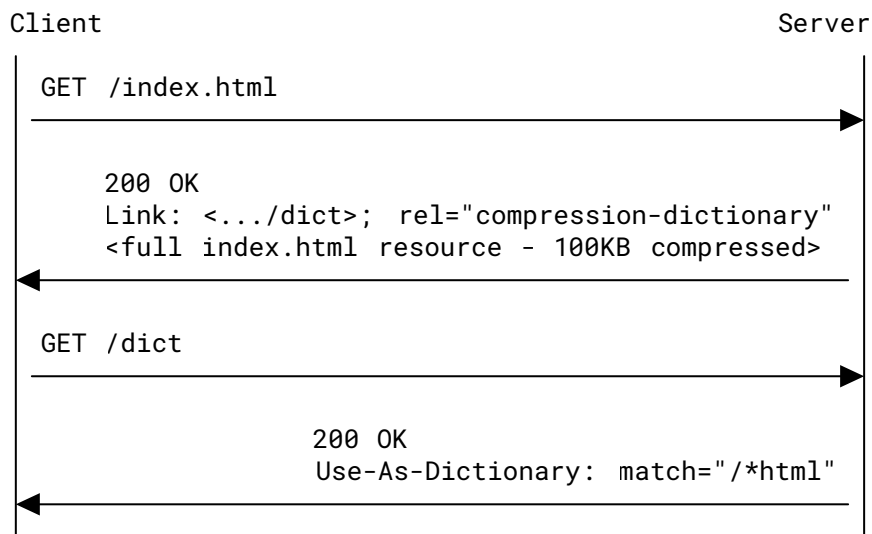 Client Server
GET /index.html
200 OK
Link: <.../dict>; rel="compression-dictionary"
<full index.html resource - 100KB compressed>
GET /dict
200 OK
Use-As-Dictionary: match="/*html"